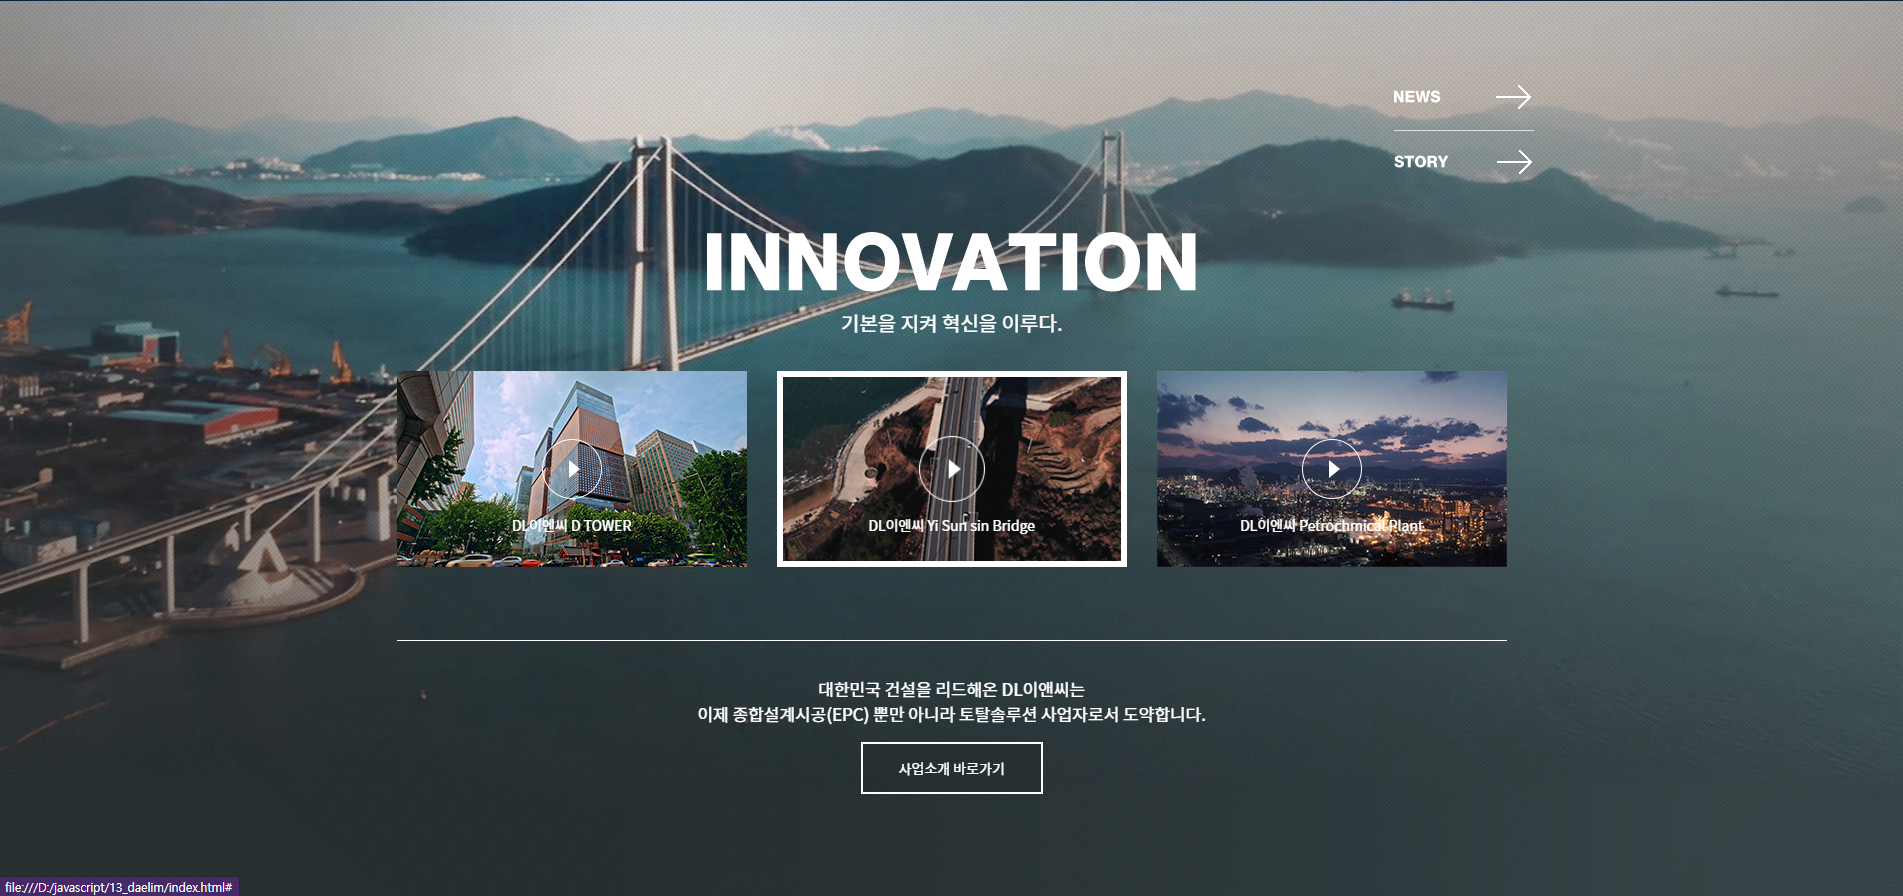 NEWS
STORY
INNOVATION
기본을 지켜 혁신을 이루다.
DL이엔씨 D TOWER
DL이엔씨 Yi Sun sin Bridge
DL이엔씨 Petrochmical Plant
대한민국 건설을 리드해온 DL이앤씨는
이제 종합설계시공(EPC) 뿐만 아니라 토탈솔루션 사업자로서 도약합니다.
사업소개 바로가기
file:///D:/javascript/13_daelim/index.html#